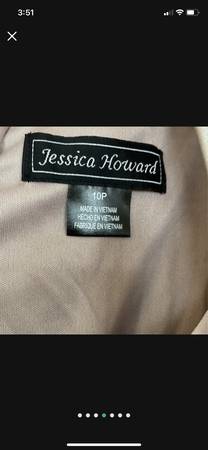 3:51
Jessica Howard
10P
MADE IN VIETNAM
HECHO EN VIETNAM
FABRIQUE EN VIETNAM